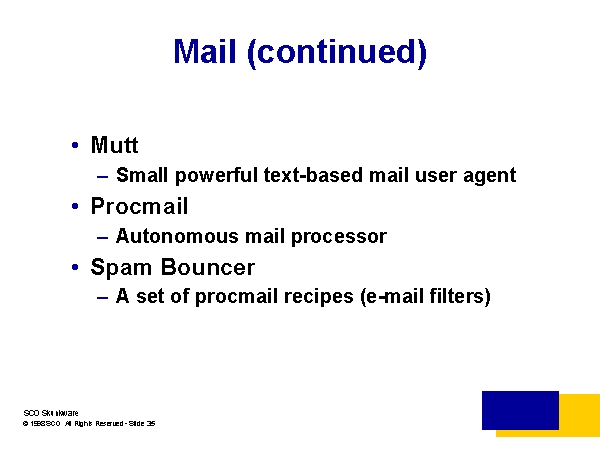 Mail (continued)
• Mutt
– Small powerful text-based mail user agent
• Procmail
– Autonomous mail processor
• Spam Bouncer
– A set of procmail recipes (e-mail filters)
SCO Skunkware
© 1998 SCO All Rights Reserved - Slide 35